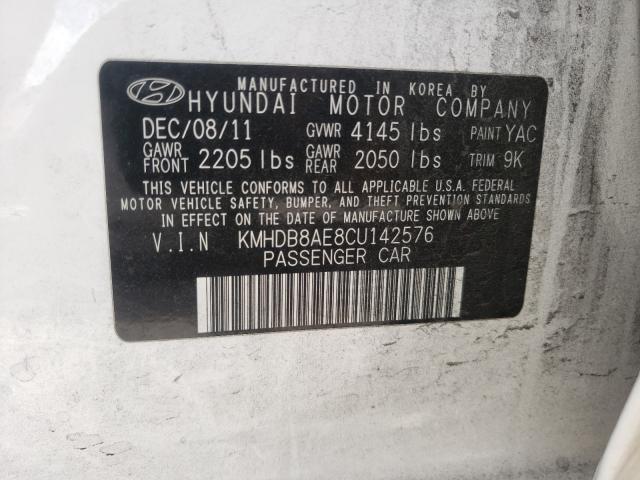 MANUFACTURED IN KOREA BY
HYUNDAI MOTOR COMPANY
DEC/08/11 GVWR 4145 lbs PAINT YAC
GAWR FRONT 2205 lbs GAWR REAR 2050 lbs TRIM 9K
THIS VEHICLE CONFORMS TO ALL APPLICABLE U.S.A. FEDERAL
MOTOR VEHICLE SAFETY, BUMPER, AND THEFT PREVENTION STANDARDS
IN EFFECT ON THE DATE OF MANUFACTURE SHOWN ABOVE
V.I.N KMHDB8AE8CU142576
PASSENGER CAR